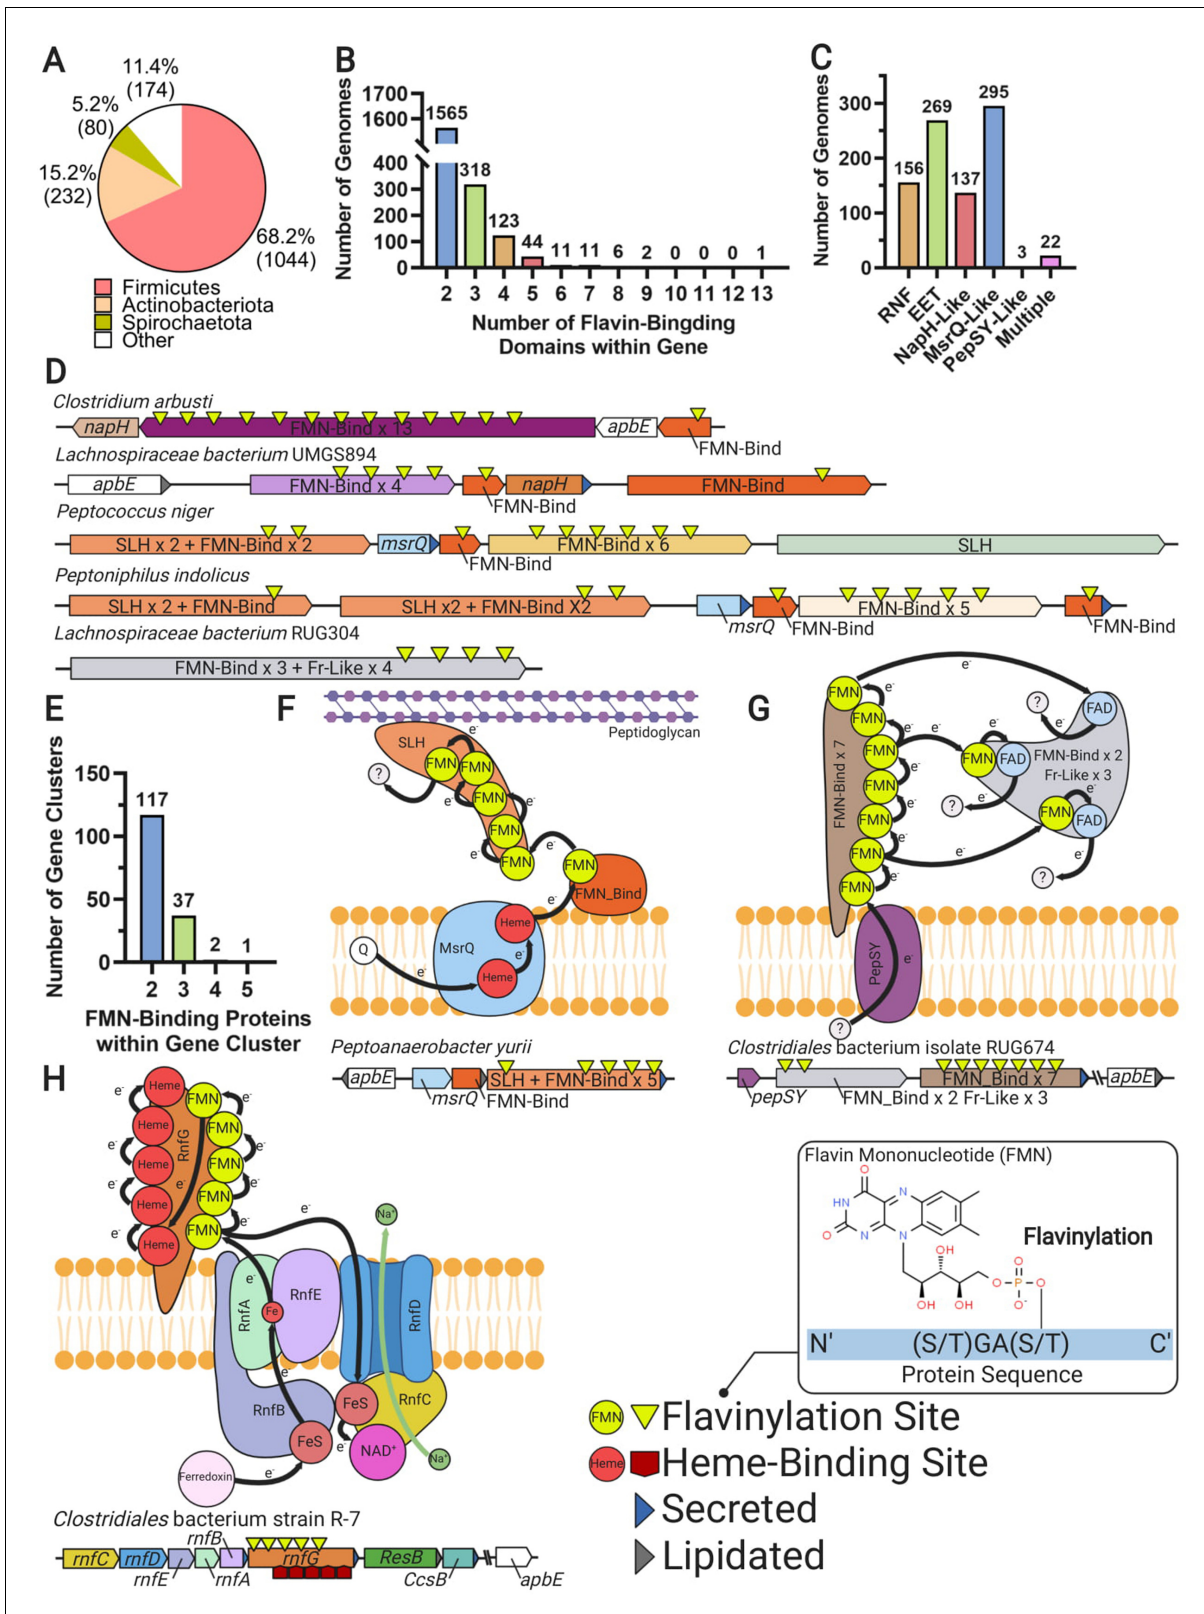 A
11.4%
(174)
5.2%
(80)
15.2%
(232)
68.2%
(1044)
Firmicutes
Actinobacteriota
Spirochaetota
Other
B
Number of Genomes
1700
1600
400
300
200
100
0
1565
318
123
44
11
11
6
2
0
0
0
1
2 3 4 5 6 7 8 9 10 11 12 13
Number of Flavin-Bingding
Domains within Gene
C
Number of Genomes
300
200
100
0
156
269
137
295
3
22
RNF
EET
NapH-Like
MsrQ-Like
PepSY-Like
Multiple
D
Clostridium arbusti
napH
FMN-Bind x 13
apbE
FMN-Bind
Lachnospiraceae bacterium UMGS894
apbE
FMN-Bind x 4
FMN-Bind
napH
FMN-Bind
Peptococcus niger
SLH x 2 + FMN-Bind x 2
msrQ
FMN-Bind
FMN-Bind x 6
SLH
Peptoniphilus indolicus
SLH x 2 + FMN-Bind
SLH x2 + FMN-Bind X2
msrQ
FMN-Bind
FMN-Bind x 5
FMN-Bind
Lachnospiraceae bacterium RUG304
FMN-Bind x 3 + Fr-Like x 4
E
Number of Gene Clusters
150
100
50
0
117
37
2
1
2 3 4 5
FMN-Binding Proteins
within Gene Cluster
F
Peptidoglycan
SLH
?
FMN
FMN
FMN
FMN
FMN
FMN
e-
e-
e-
e-
e-
FMN_Bind
e-
Heme
MsrQ
Q
e-
e-
Heme
Peptoanaerobacter yurii
apbE
msrQ
FMN-Bind
SLH + FMN-Bind x 5
G
e-
FMN
FMN
FMN
FMN
FMN
FMN
FMN
e-
e-
e-
e-
e-
e-
FMN-Bind x 7
e-
e-
e-
e-
e-
e-
e-
e-
?
?
?
FAD
FMN
FAD
FMN
FAD
FMN-Bind x 2
Fr-Like x 3
PepSY
e-
?
Clostridiales bacterium isolate RUG674
pepSY
FMN_Bind x 2 Fr-Like x 3
FMN_Bind x 7
apbE
H
Heme
Heme
Heme
Heme
Heme
e-
e-
e-
e-
RnfG
e-
FMN
FMN
FMN
FMN
FMN
e-
e-
e-
e-
e-
Na+
RnfA
e-
RnfE
Fe
RnfD
e-
RnfB
FeS
FeS
RnfC
e-
NAD+
Na+
Ferredoxin
e-
Clostridiales bacterium strain R-7
rnfC
rnfD
rnfE
rnfA
rnfB
rnfG
ResB
CcsB
apbE
Flavin Mononucleotide (FMN)
O
HN
N
O
N
N
OH
OH
OH
O
O
P
O
O-
Flavinylation
N' (S/T)GA(S/T) C'
Protein Sequence
FMN
Flavinylation Site
Heme
Heme-Binding Site
Secreted
Lipidated